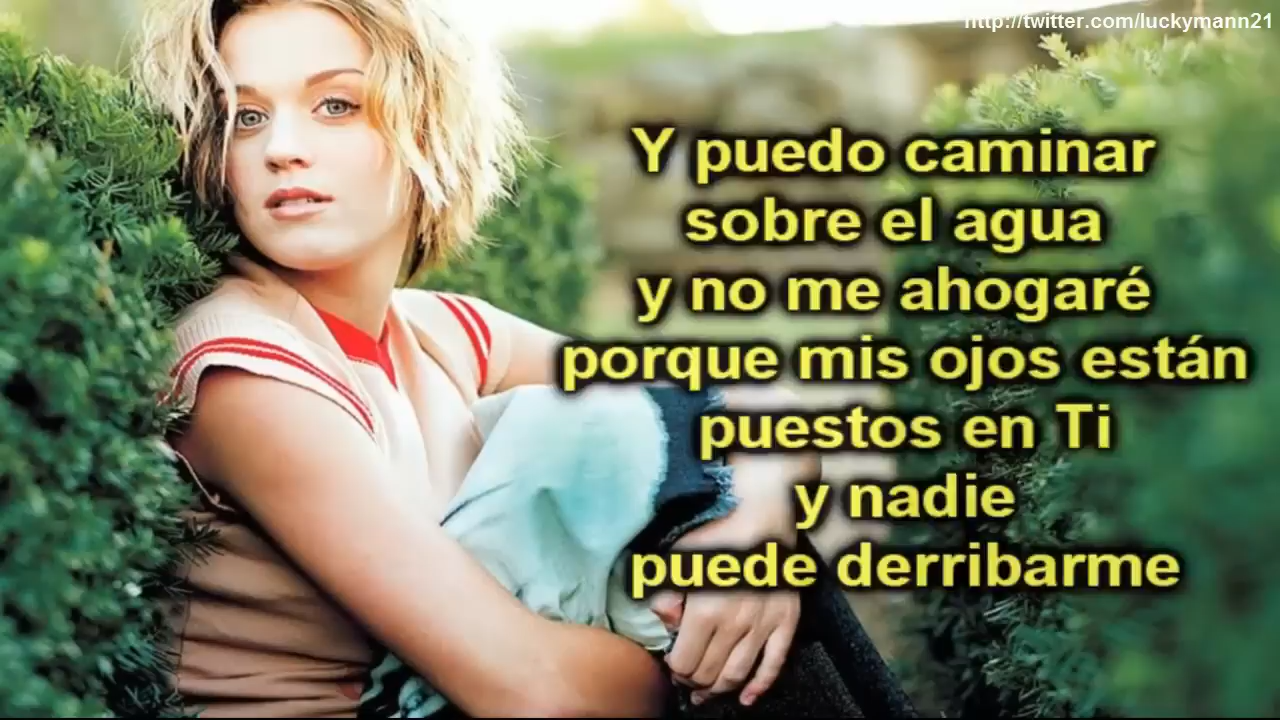 http://twitter.com/luckymann21
Y puedo caminar
sobre el agua
y no me ahogaré
porque mis ojos están
puestos en Ti
y nadie
puede derribarme